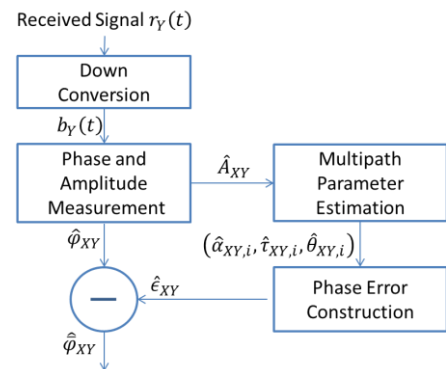 Received Signal r_Y(t)
Down
Conversion
b_Y(t)
Phase and
Amplitude
Measurement
Â_XY
Multipath
Parameter
Estimation
φ̂_XY
(α̂_XY,i, τ̂_XY,i, θ̂_XY,i)
−
ϵ̂_XY
Phase Error
Construction
φ̿̂_XY